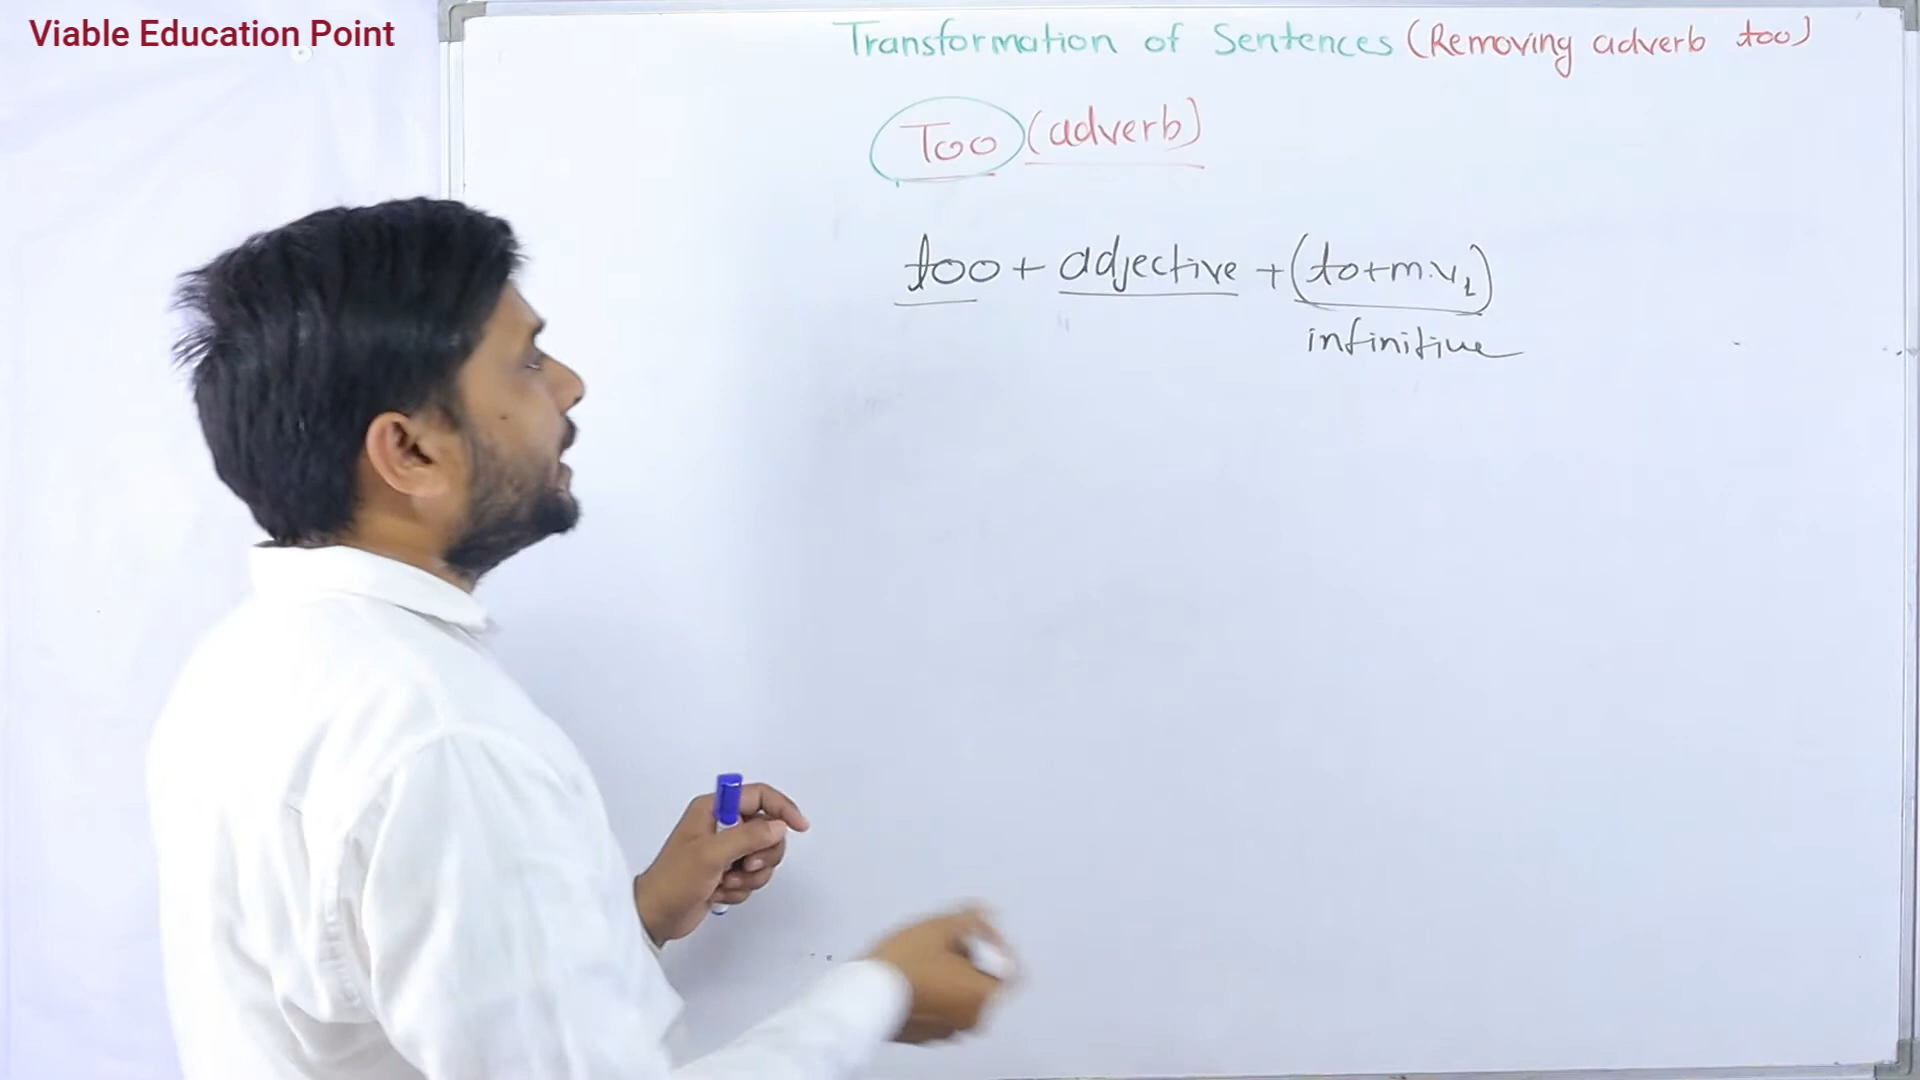 Viable Education Point
Transformation of Sentences (Removing adverb too)
Too (adverb)
too + adjective + (to+m.v1)
infinitive